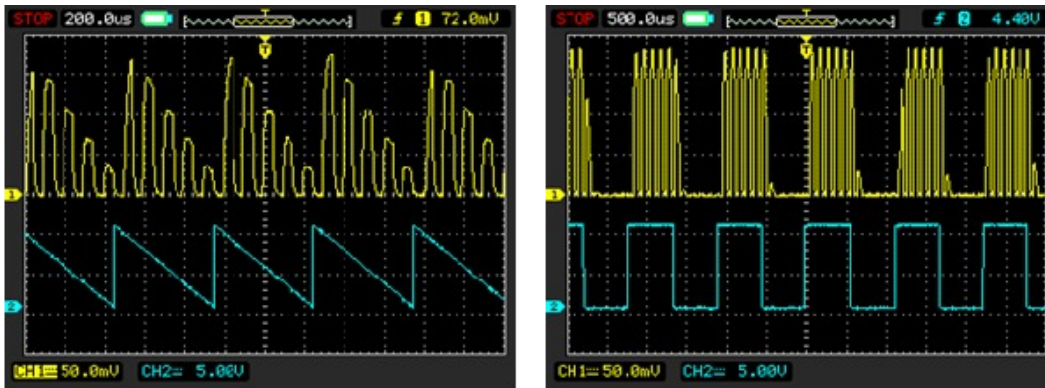 STOP 200.0us T 1 72.0mV
T
1
2
CH1 50.0mV CH2 5.00V
STOP 500.0us T 2 4.40V
T
1
2
CH1 50.0mV CH2 5.00V